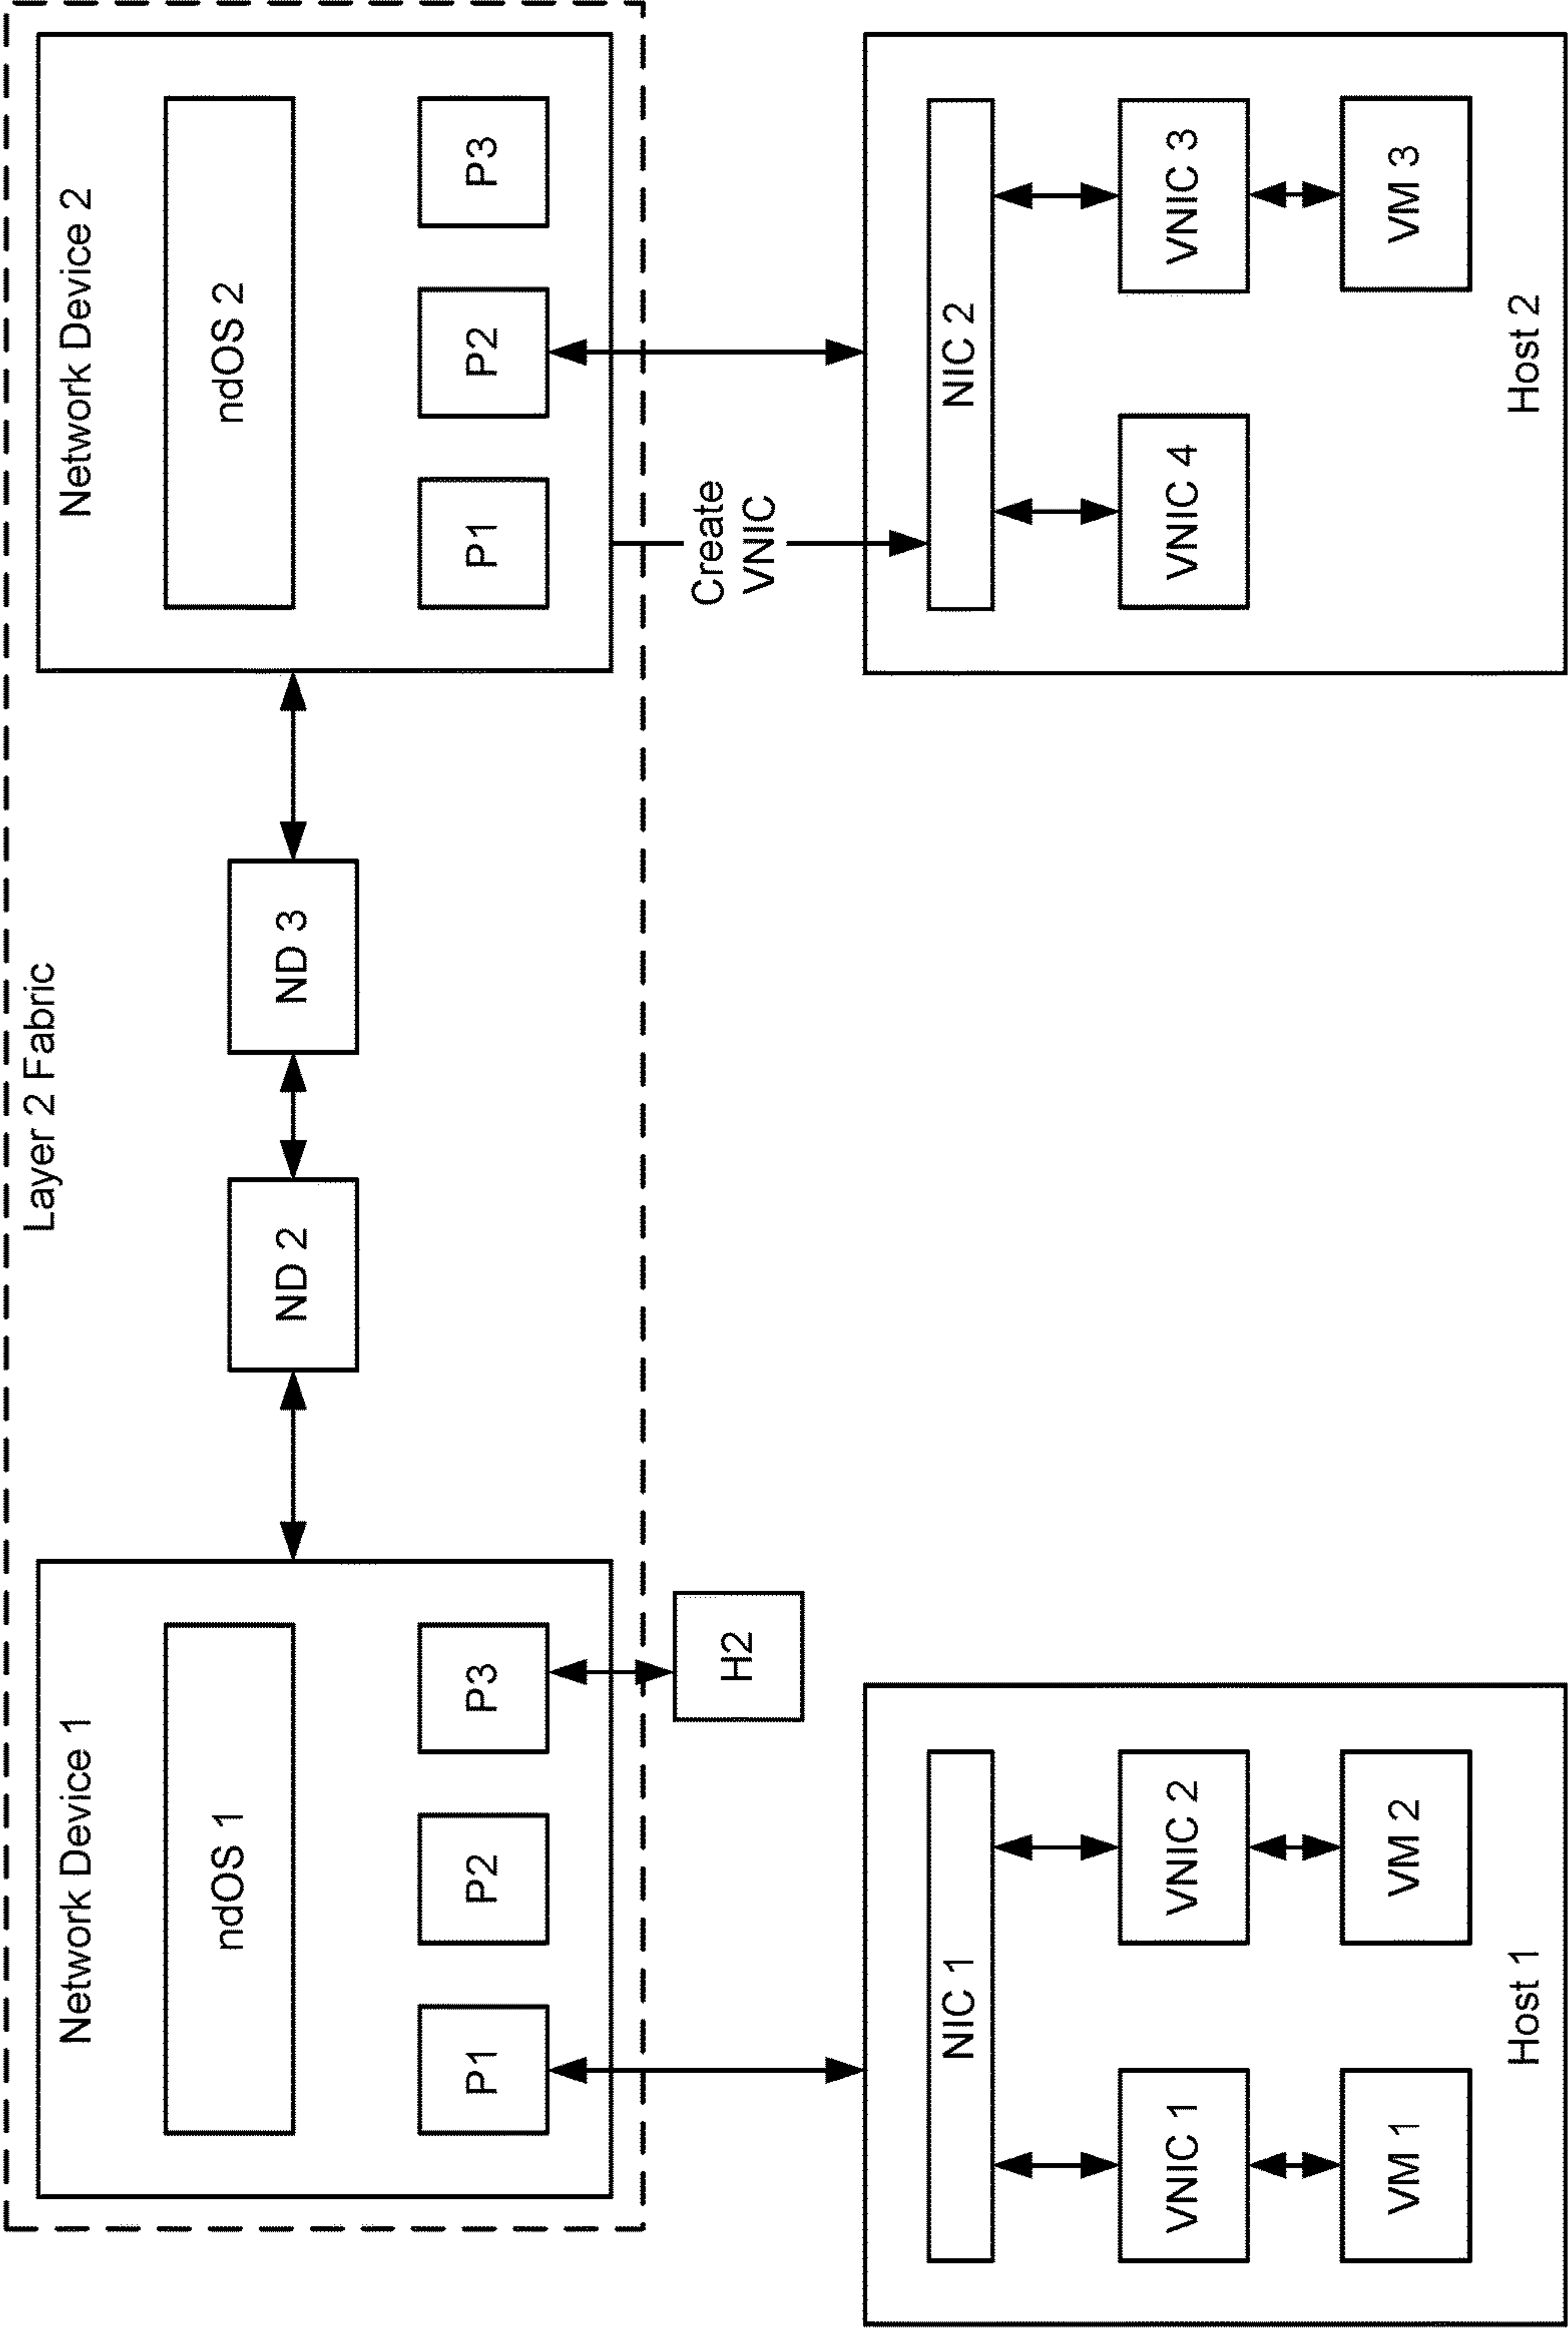 Layer 2 Fabric
Network Device 1
ndOS 1
P1
P2
P3
ND 2
ND 3
Network Device 2
ndOS 2
P1
P2
P3
H2
Create
VNIC
NIC 1
VNIC 1
VNIC 2
VM 1
VM 2
Host 1
NIC 2
VNIC 4
VNIC 3
VM 3
Host 2